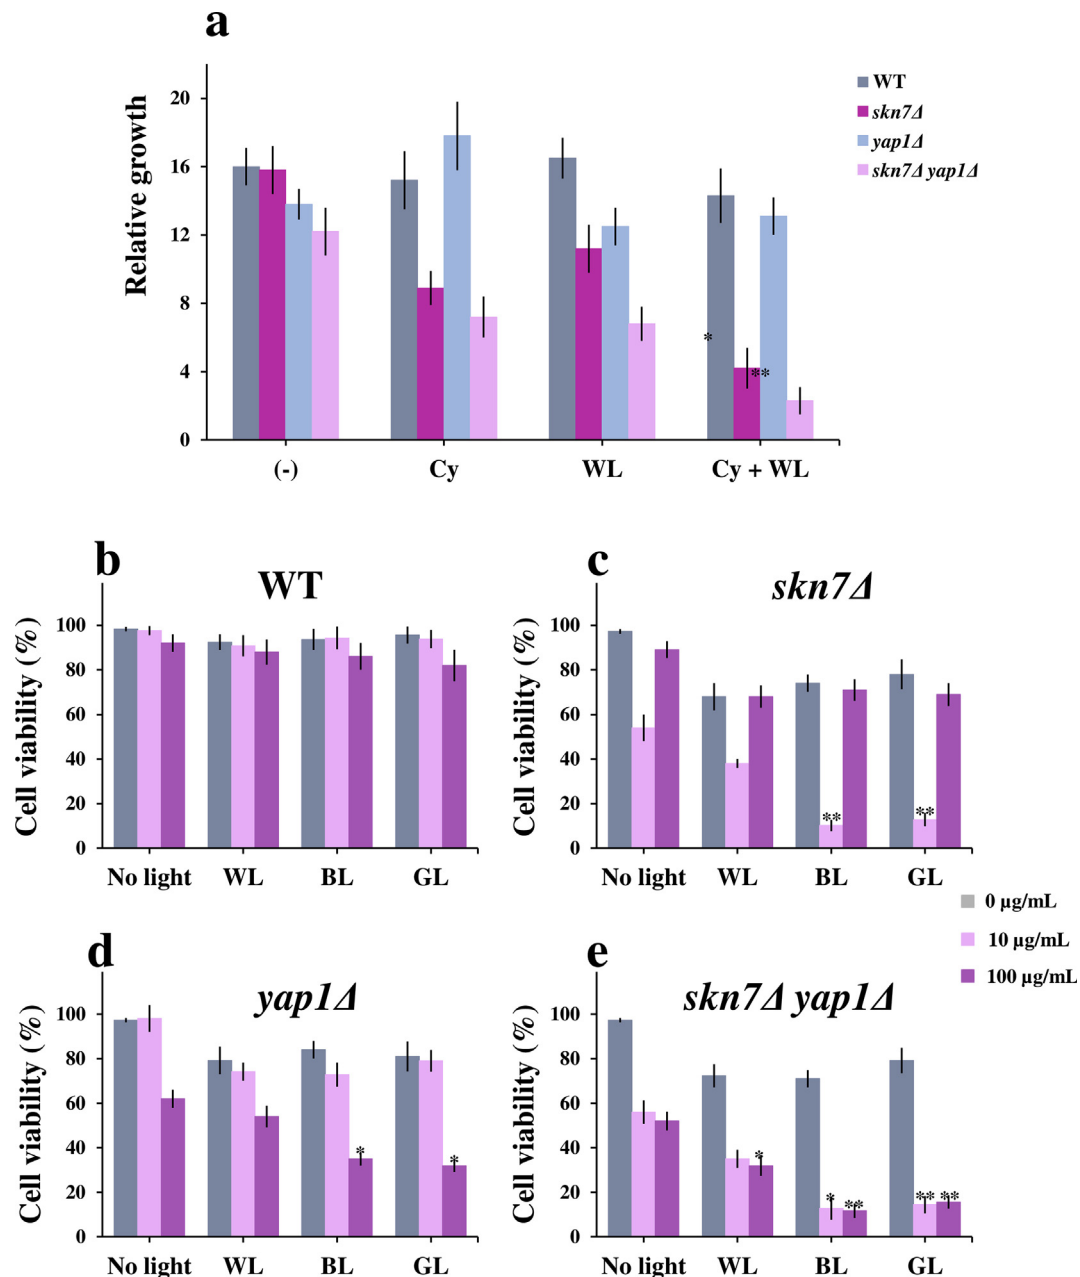 a
Relative growth
20
16
12
8
4
0
WT
skn7Δ
yap1Δ
skn7Δ yap1Δ
*
**
(-) Cy WL Cy + WL
b
WT
Cell viability (%)
100
80
60
40
20
0
No light WL BL GL
c
skn7Δ
Cell viability (%)
100
80
60
40
20
0
** **
No light WL BL GL
0 µg/mL
10 µg/mL
100 µg/mL
d
yap1Δ
Cell viability (%)
100
80
60
40
20
0
* *
No light WL BL GL
e
skn7Δ yap1Δ
Cell viability (%)
100
80
60
40
20
0
* * ** ** **
No light WL BL GL